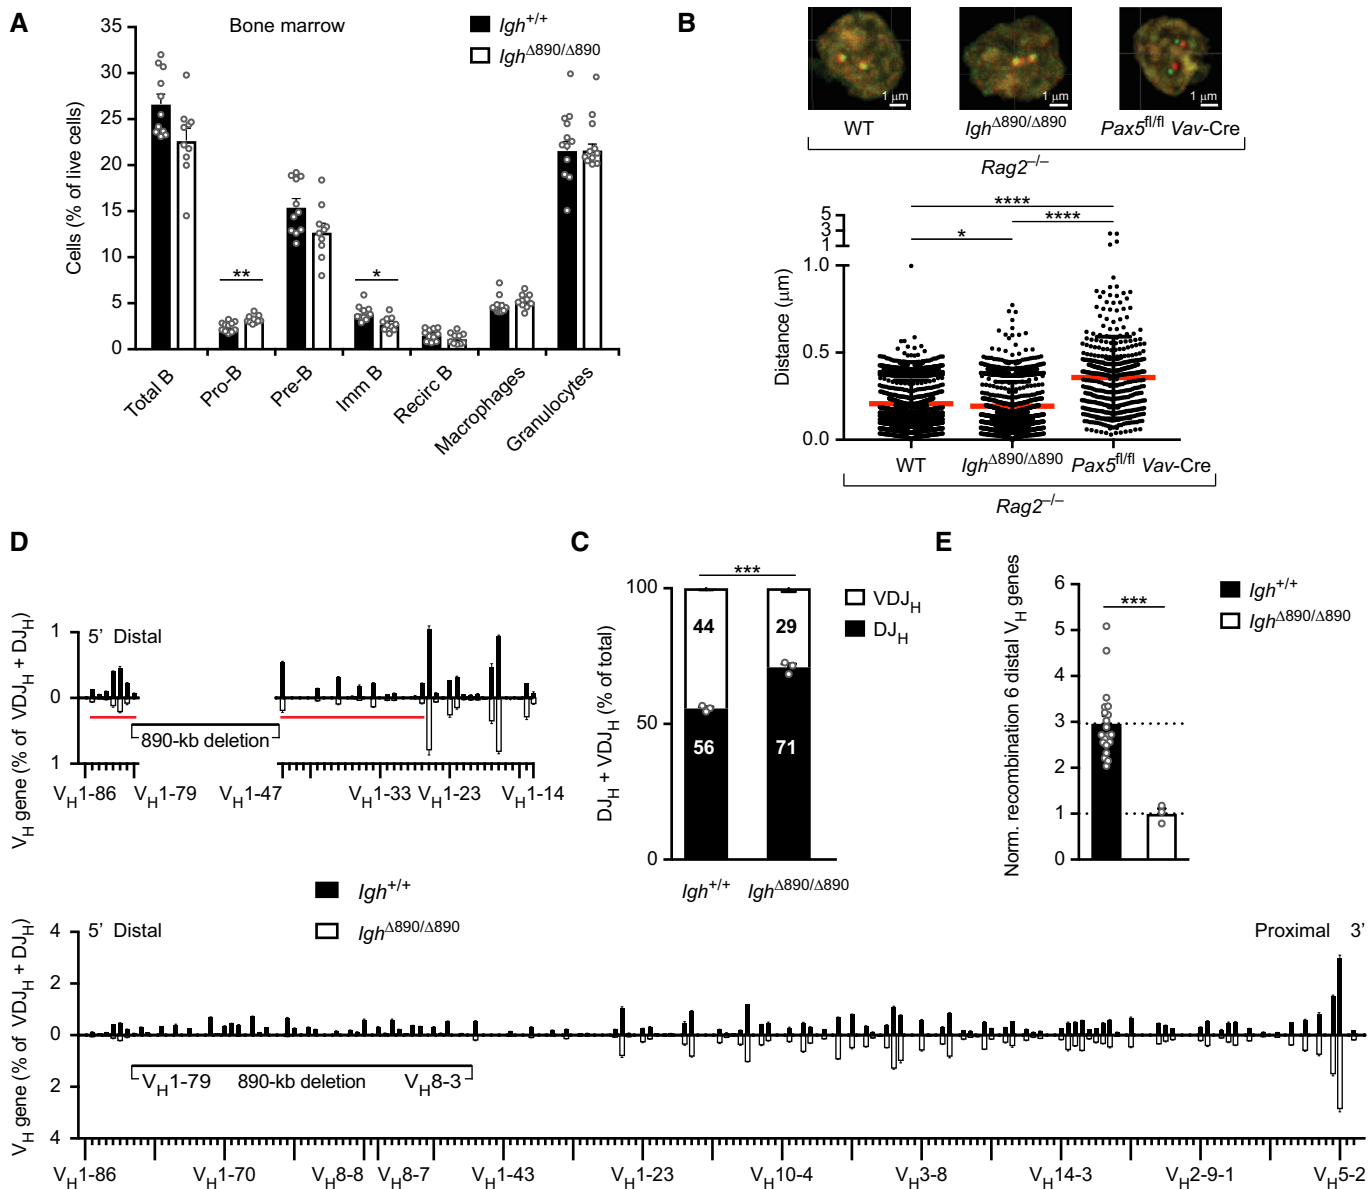 A
Bone marrow
Igh+/+
IghΔ890/Δ890
Cells (% of live cells)
35
30
25
20
15
10
5
0
**
*
Total B
Pro-B
Pre-B
Imm B
Recirc B
Macrophages
Granulocytes
B
1 μm
1 μm
1 μm
WT
IghΔ890/Δ890
Pax5fl/fl Vav-Cre
Rag2–/–
****
****
*
Distance (μm)
5
3
1
1.0
0.5
0.0
WT
IghΔ890/Δ890
Pax5fl/fl Vav-Cre
Rag2–/–
D
VH gene (% of VDJH + DJH)
5' Distal
1
0
1
890-kb deletion
VH1-86
VH1-79
VH1-47
VH1-33
VH1-23
VH1-14
C
***
DJH + VDJH (% of total)
100
50
0
44
29
56
71
VDJH
DJH
Igh+/+
IghΔ890/Δ890
E
Norm. recombination 6 distal VH genes
6
5
4
3
2
1
0
***
Igh+/+
IghΔ890/Δ890
Igh+/+
IghΔ890/Δ890
VH gene (% of VDJH + DJH)
4
2
0
2
4
5' Distal
Proximal 3'
VH1-79 890-kb deletion VH8-3
VH1-86
VH1-70
VH8-8
VH8-7
VH1-43
VH1-23
VH10-4
VH3-8
VH14-3
VH2-9-1
VH5-2